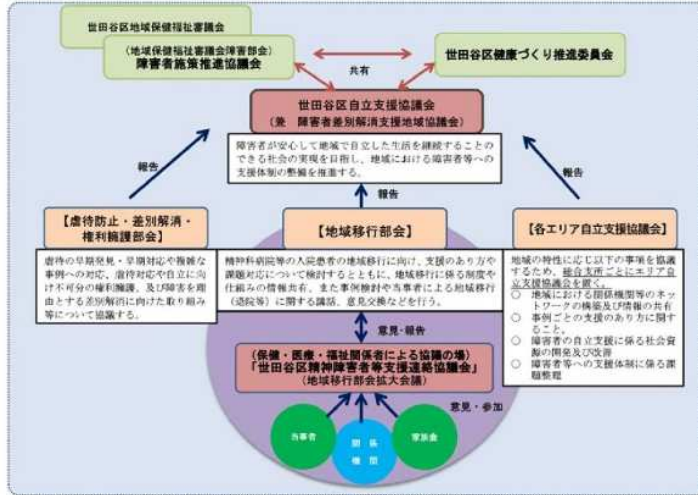 世田谷区地域保健福祉審議会
(地域保健福祉審議会障害部会)
障害者施策推進協議会
共有
世田谷区健康づくり推進委員会
世田谷区自立支援協議会
(兼 障害者差別解消支援地域協議会)
障害者が安心して地域で自立した生活を継続することの
できる社会の実現を目指し、地域における障害者等への
支援体制の整備を推進する。
報告
報告
報告
【虐待防止・差別解消・
権利擁護部会】
虐待の早期発見・早期対応や複雑な
事例への対応、虐待対応や自立に向
け不可分の権利擁護、及び障害を理
由とする差別解消に向けた取り組み
等について協議する。
【地域移行部会】
精神科病院等の入院患者の地域移行に向け、支援のあり方や
課題対応について検討するとともに、地域移行に係る制度や
仕組みの情報共有、また事例検討や当事者による地域移行
(退院等)に関する講話、意見交換などを行う。
【各エリア自立支援協議会】
地域の特性に応じ以下の事項を協議
するため、総合支所ごとにエリア自立
支援協議会を置く。
○ 地域における関係機関等のネッ
トワークの構築及び情報の共有
○ 事例ごとの支援のあり方に関す
ること。
○ 障害者の自立支援に係る社会資
源の開発及び改善
○ 障害者等への支援体制に係る課
題整理
意見・報告
(保健・医療・福祉関係者による協議の場)
「世田谷区精神障害者等支援連絡協議会」
(地域移行部会拡大会議)
意見・参加
当事者
関係
機関
家族会